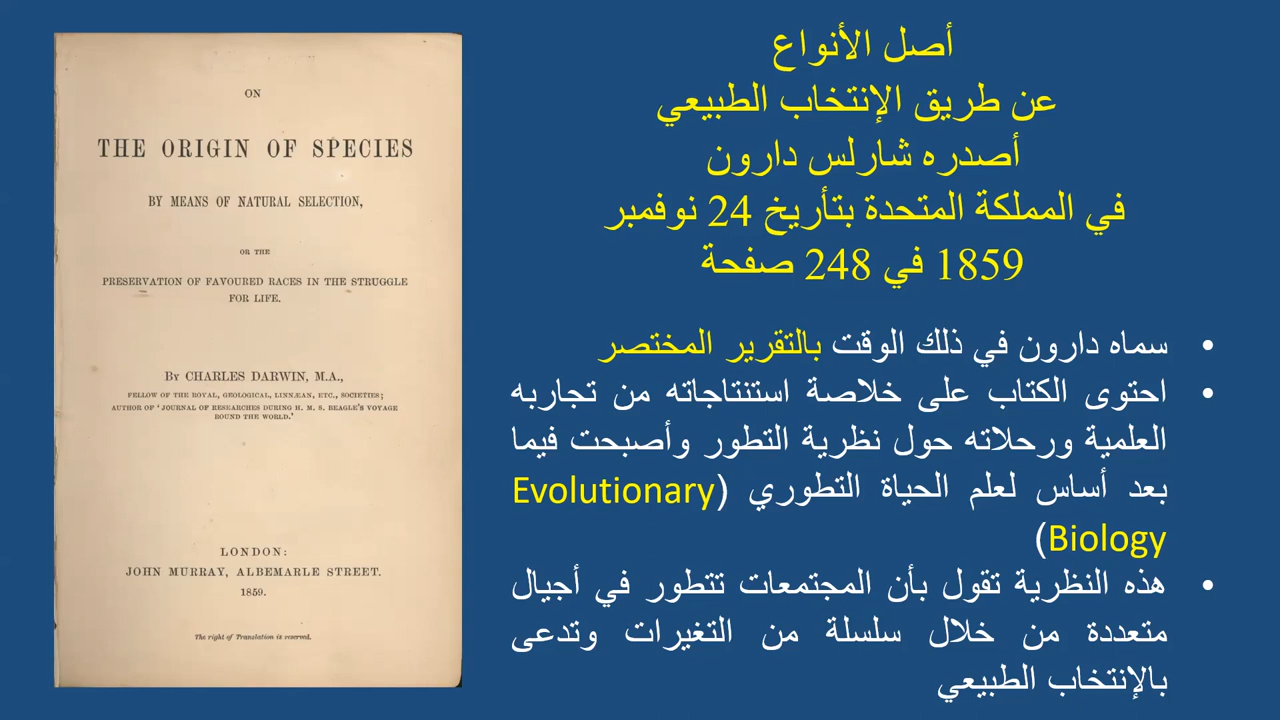 أصل الأنواع
عن طريق الإنتخاب الطبيعي
أصدره شارلس دارون
في المملكة المتحدة بتأريخ 24 نوفمبر
1859 في 248 صفحة
• سماه دارون في ذلك الوقت بالتقرير المختصر
• احتوى الكتاب على خلاصة استنتاجاته من تجاربه
العلمية ورحلاته حول نظرية التطور وأصبحت فيما
بعد أساس لعلم الحياة التطوري (Evolutionary
Biology)
• هذه النظرية تقول بأن المجتمعات تتطور في أجيال
متعددة من خلال سلسلة من التغيرات وتدعى
بالإنتخاب الطبيعي
ON
THE ORIGIN OF SPECIES
BY MEANS OF NATURAL SELECTION,
OR THE
PRESERVATION OF FAVOURED RACES IN THE STRUGGLE
FOR LIFE.
BY CHARLES DARWIN, M.A.,
FELLOW OF THE ROYAL, GEOLOGICAL, LINNÆAN, ETC., SOCIETIES;
AUTHOR OF 'JOURNAL OF RESEARCHES DURING H. M. S. BEAGLE'S VOYAGE
ROUND THE WORLD.'
LONDON:
JOHN MURRAY, ALBEMARLE STREET.
1859.
The right of Translation is reserved.